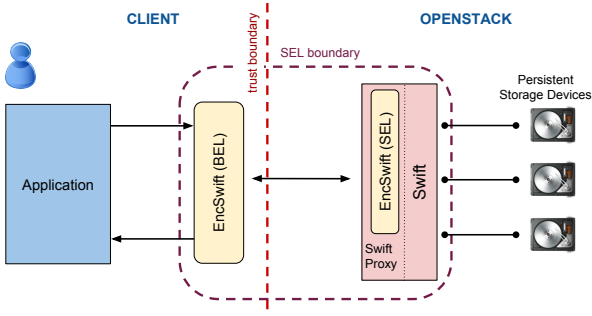 CLIENT
OPENSTACK
trust boundary
SEL boundary
Persistent
Storage Devices
Application
EncSwift (BEL)
EncSwift (SEL)
Swift
Swift
Proxy